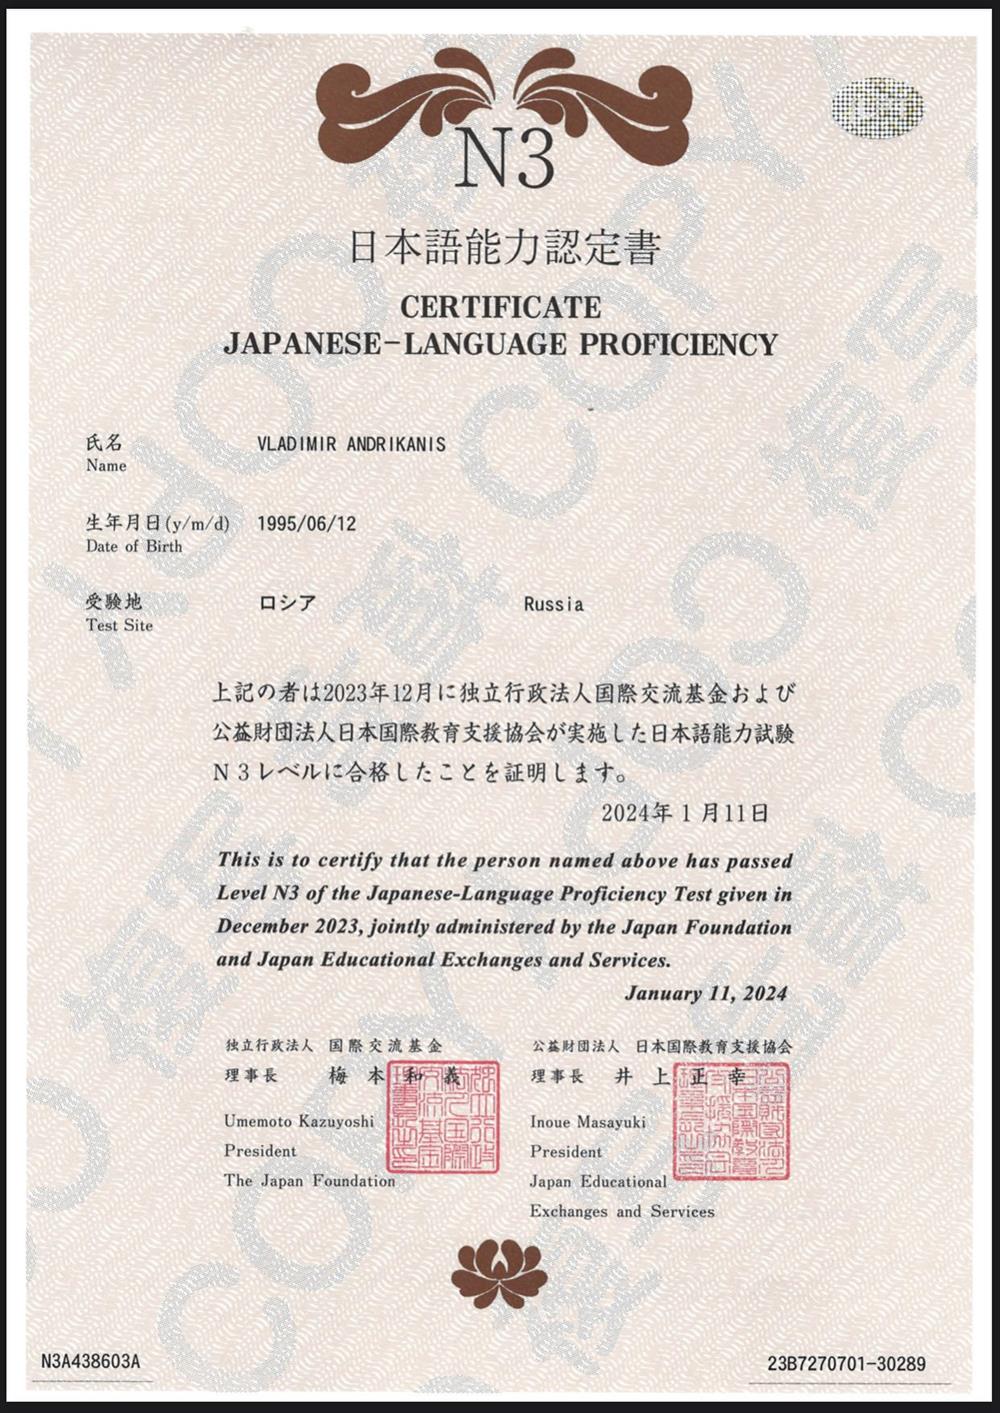 N3
日本語能力認定書
CERTIFICATE
JAPANESE-LANGUAGE PROFICIENCY
氏名 VLADIMIR ANDRIKANIS
Name
生年月日(y/m/d) 1995/06/12
Date of Birth
受験地 ロシア Russia
Test Site
上記の者は2023年12月に独立行政法人国際交流基金および
公益財団法人日本国際教育支援協会が実施した日本語能力試験
N3レベルに合格したことを証明します。
2024年1月11日
This is to certify that the person named above has passed
Level N3 of the Japanese-Language Proficiency Test given in
December 2023, jointly administered by the Japan Foundation
and Japan Educational Exchanges and Services.
January 11, 2024
独立行政法人 国際交流基金
理事長 梅本和義
Umemoto Kazuyoshi
President
The Japan Foundation
公益財団法人 日本国際教育支援協会
理事長 井上正幸
Inoue Masayuki
President
Japan Educational
Exchanges and Services
N3A438603A
23B7270701-30289